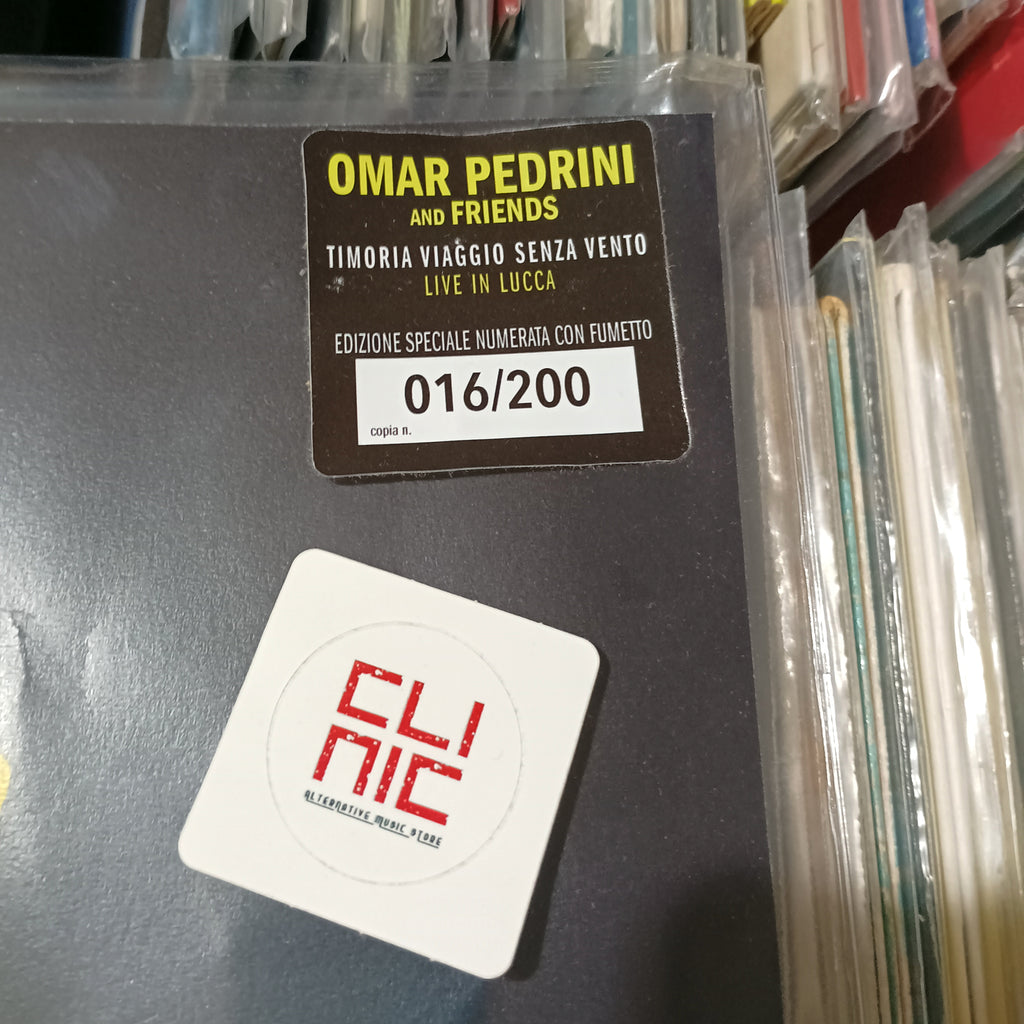 OMAR PEDRINI
AND FRIENDS
TIMORIA VIAGGIO SENZA VENTO
LIVE IN LUCCA
EDIZIONE SPECIALE NUMERATA CON FUMETTO
016/200
copia n.
CLI
NIC
ALTERNATIVE MUSIC STORE